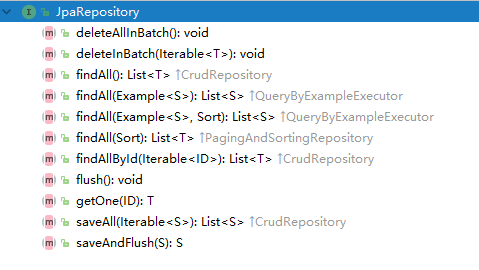 I JpaRepository
m deleteAllInBatch(): void
m deleteInBatch(Iterable<T>): void
m findAll(): List<T> ↑CrudRepository
m findAll(Example<S>): List<S> ↑QueryByExampleExecutor
m findAll(Example<S>, Sort): List<S> ↑QueryByExampleExecutor
m findAll(Sort): List<T> ↑PagingAndSortingRepository
m findAllById(Iterable<ID>): List<T> ↑CrudRepository
m flush(): void
m getOne(ID): T
m saveAll(Iterable<S>): List<S> ↑CrudRepository
m saveAndFlush(S): S